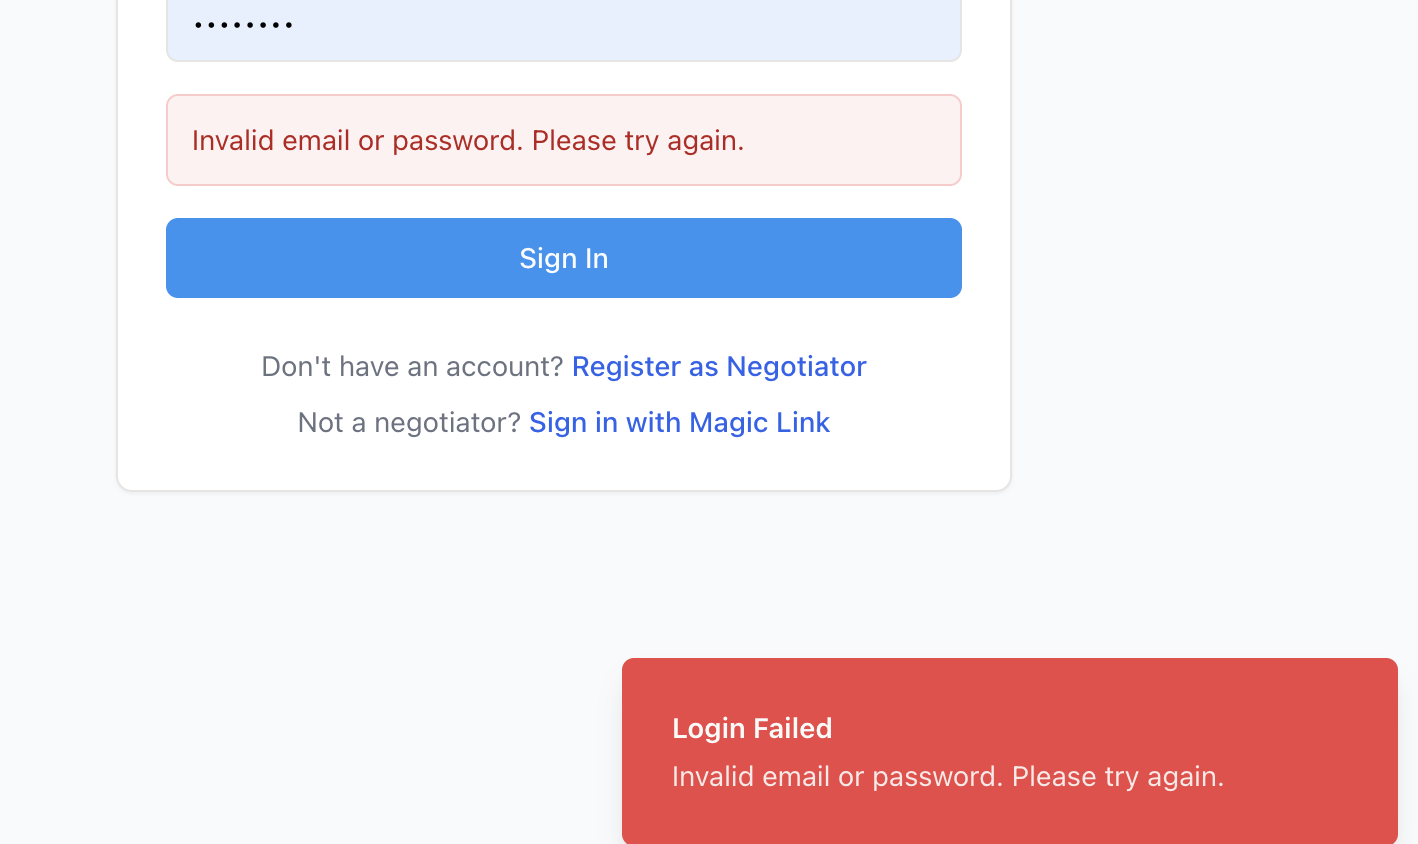 ••••••••
Invalid email or password. Please try again.
Sign In
Don't have an account? Register as Negotiator
Not a negotiator? Sign in with Magic Link
Login Failed
Invalid email or password. Please try again.